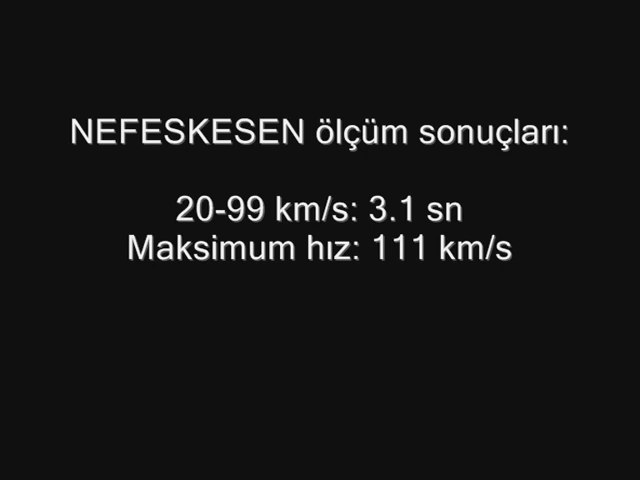 NEFESKESEN ölçüm sonuçları:
20-99 km/s: 3.1 sn
Maksimum hız: 111 km/s